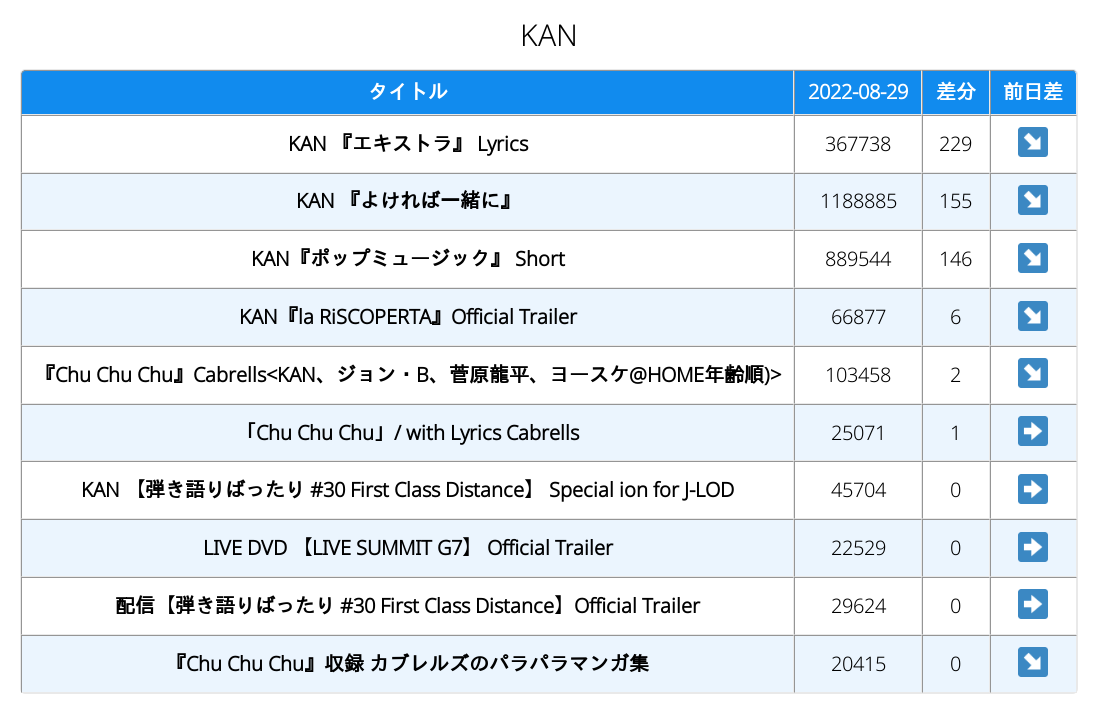 KAN
タイトル 2022-08-29 差分 前日差
KAN 『エキストラ』 Lyrics 367738 229
KAN 『よければ一緒に』 1188885 155
KAN『ポップミュージック』 Short 889544 146
KAN『la RiSCOPERTA』Official Trailer 66877 6
『Chu Chu Chu』Cabrells<KAN、ジョン・B、菅原龍平、ヨースケ@HOME年齢順)> 103458 2
「Chu Chu Chu」/ with Lyrics Cabrells 25071 1
KAN 【弾き語りばったり #30 First Class Distance】 Special ion for J-LOD 45704 0
LIVE DVD 【LIVE SUMMIT G7】 Official Trailer 22529 0
配信【弾き語りばったり #30 First Class Distance】Official Trailer 29624 0
『Chu Chu Chu』収録 カブレルズのパラパラマンガ集 20415 0